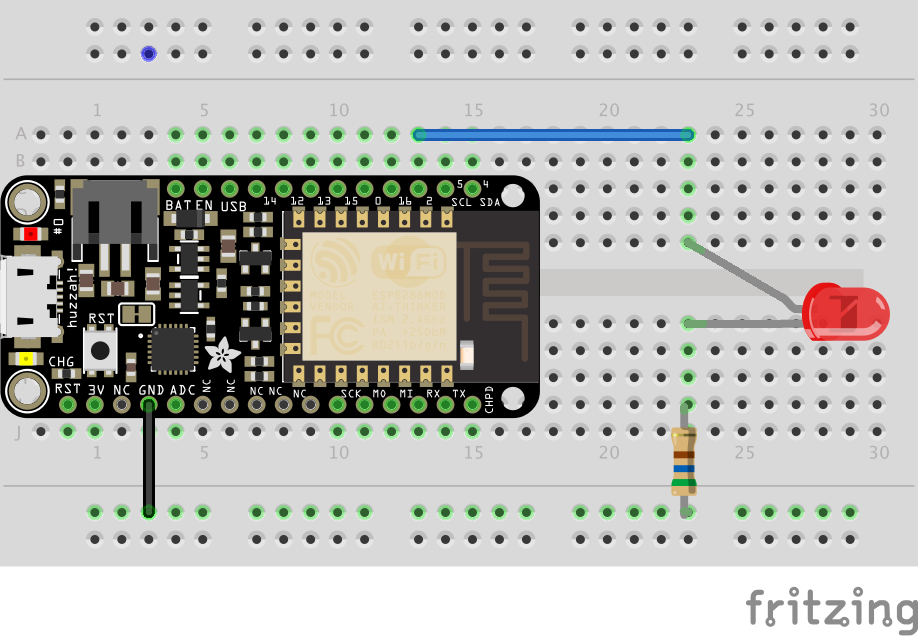 1 5 10 15 20 25 30
A
B
5 4
BAT EN USB 14 12 13 15 0 16 2 SCL SDA
#0
WiFi
huzzah!
FC
RST
CHG
RST 3V NC GND ADC NC NC NC NC NC SCK MO MI RX TX CHPD
J
1 5 10 15 20 25 30
fritzing